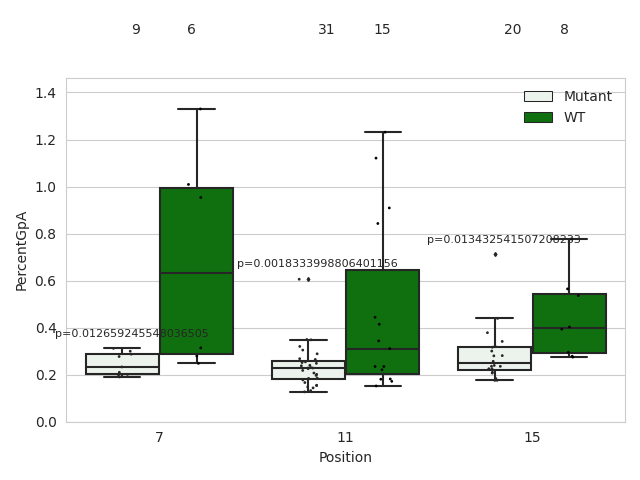 9 6 31 15 20 8
1.4
1.2
1.0
0.8
0.6
0.4
0.2
0.0
PercentGpA
Mutant
WT
p=0.012659245548036505
p=0.0018333998806401156
p=0.013432541507208233
7 11 15
Position